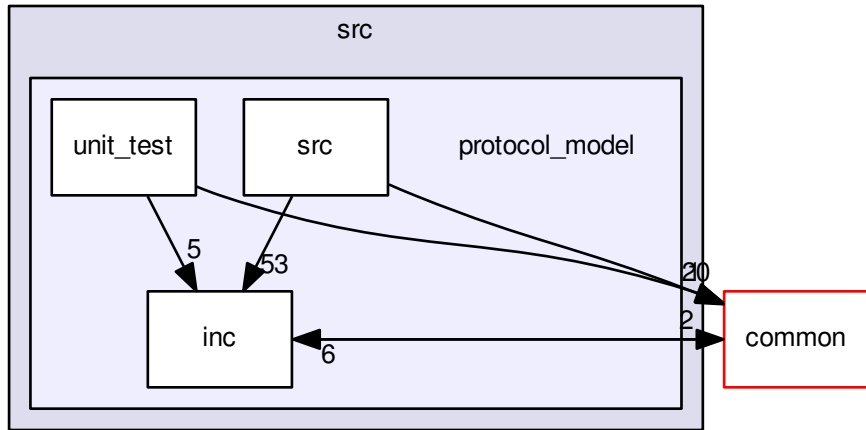 src
unit_test
src
protocol_model
5
53
20
inc
6
2
common